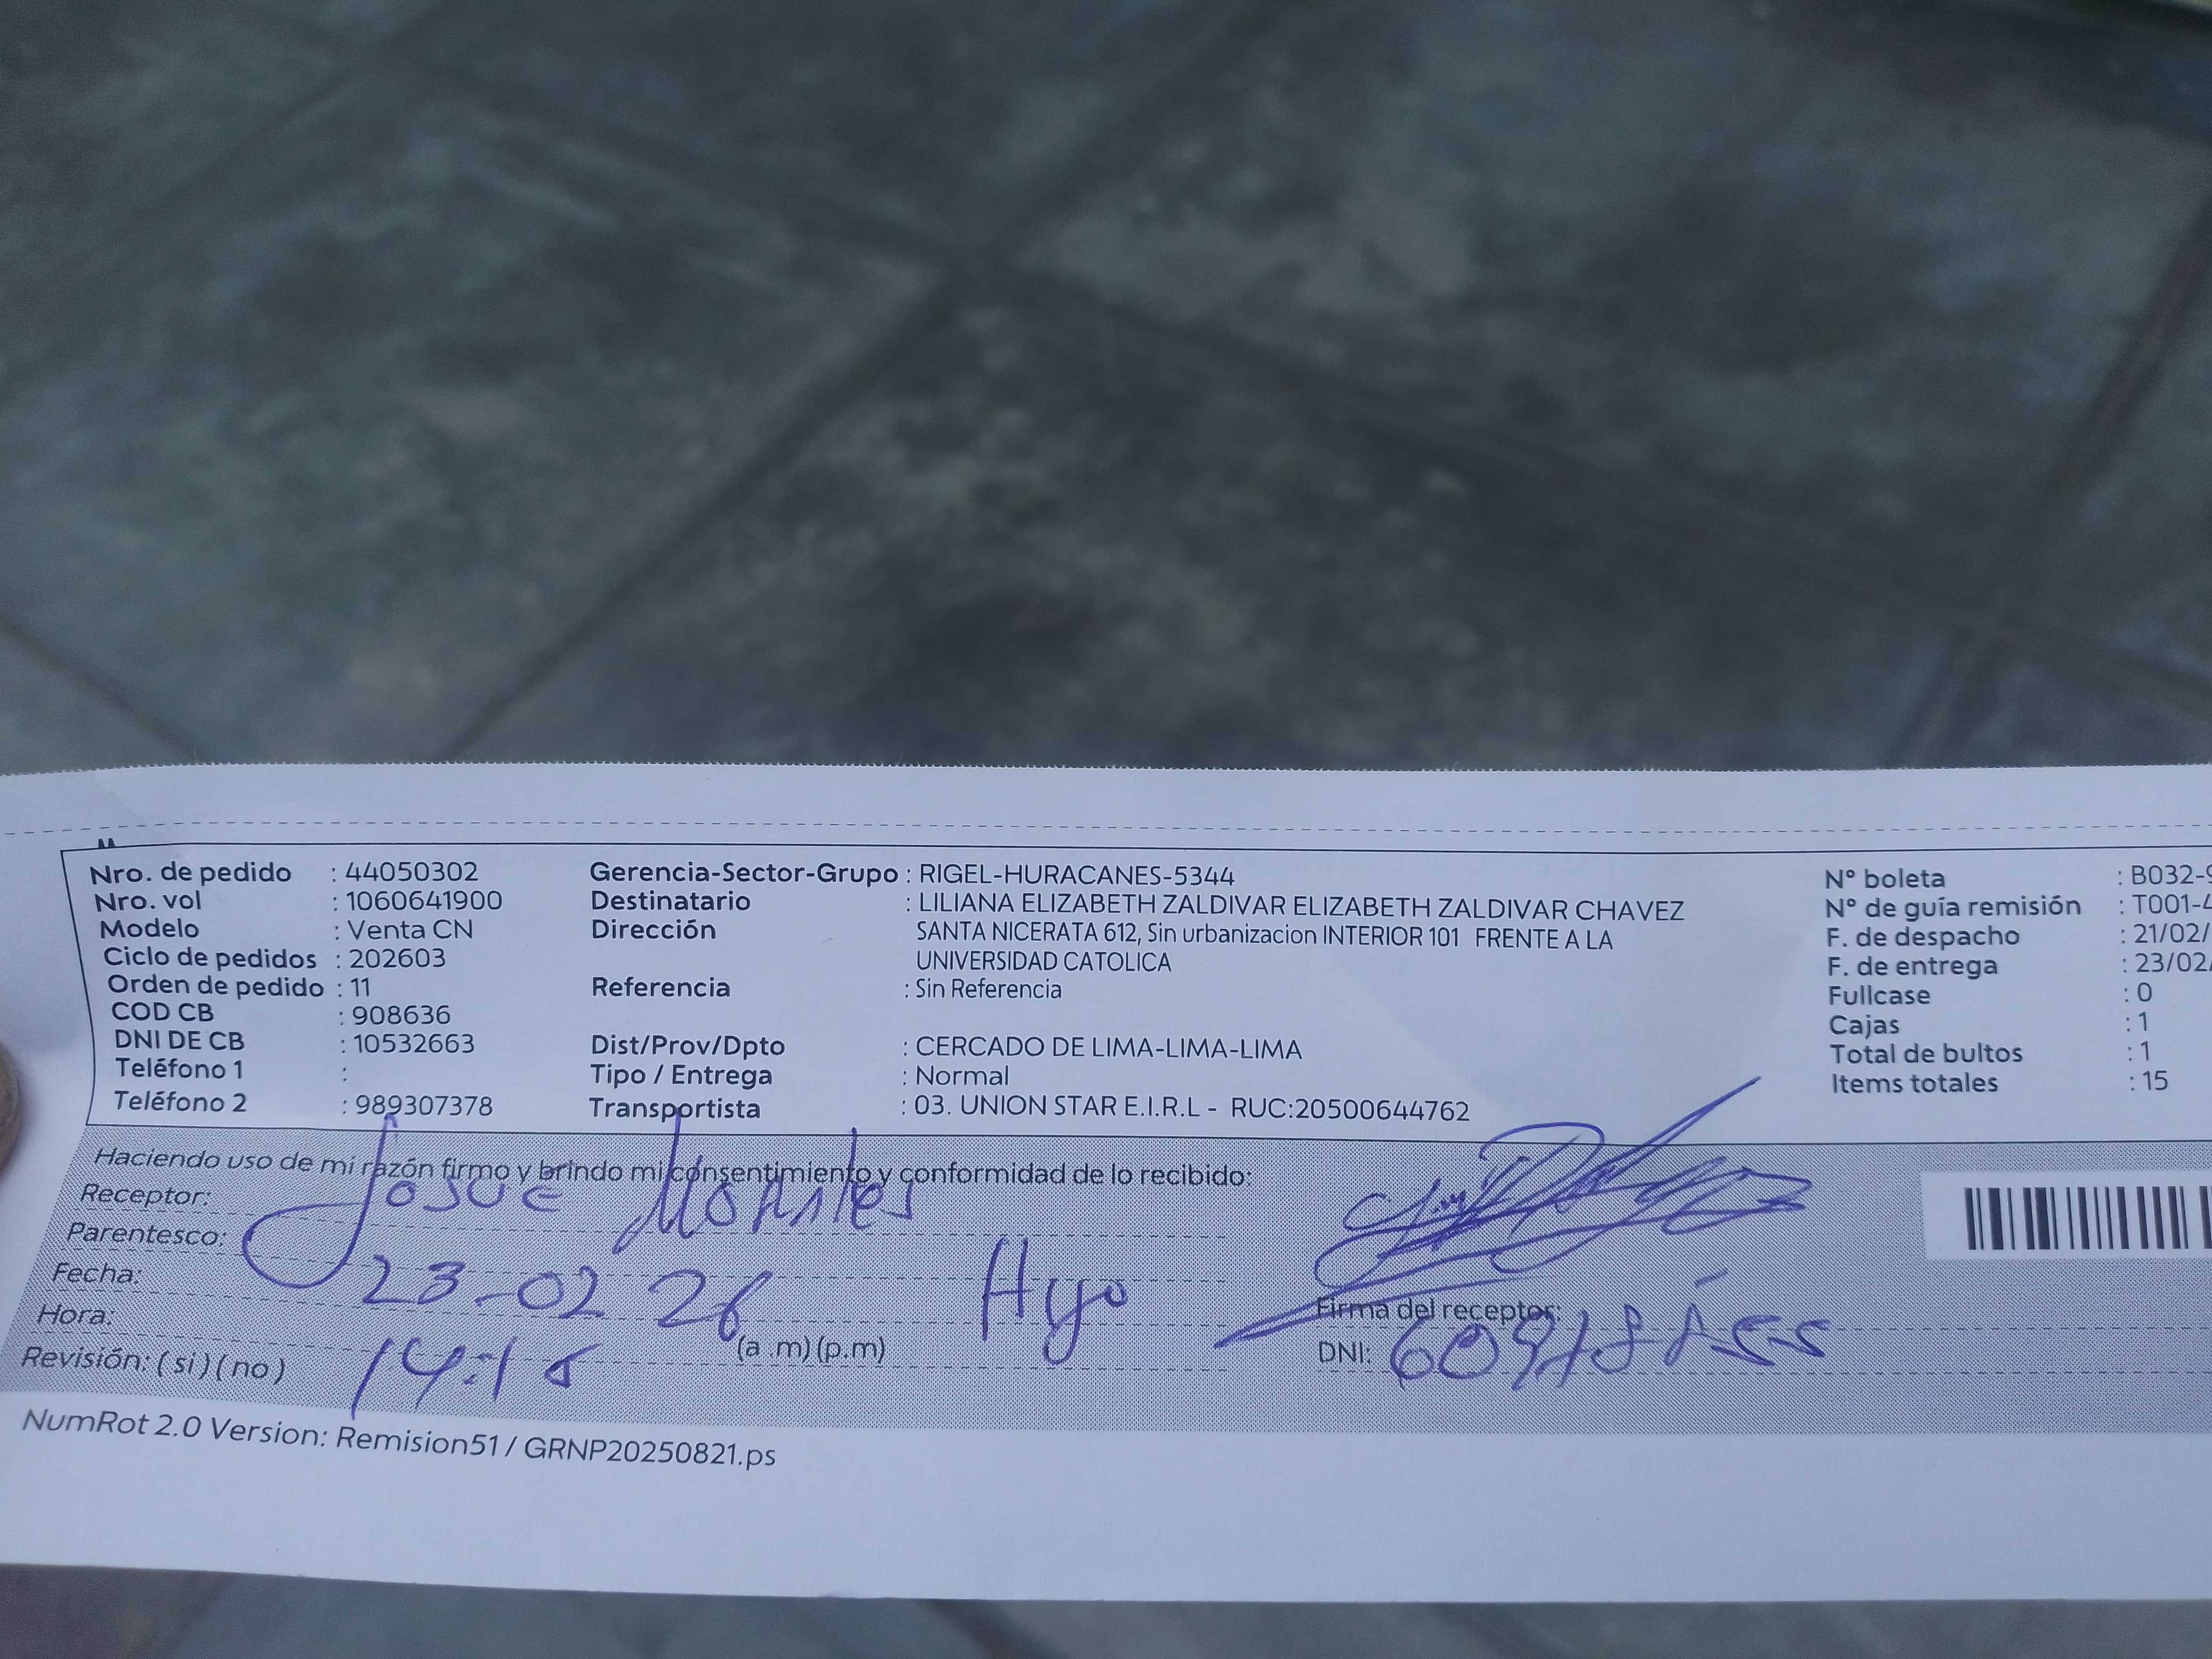 Nro. de pedido : 44050302
Nro. vol : 1060641900
Modelo : Venta CN
Ciclo de pedidos : 202603
Orden de pedido : 11
COD CB : 908636
DNI DE CB : 10532663
Teléfono 1 :
Teléfono 2 : 989307378
Gerencia-Sector-Grupo : RIGEL-HURACANES-5344
Destinatario : LILIANA ELIZABETH ZALDIVAR ELIZABETH ZALDIVAR CHAVEZ
Dirección SANTA NICERATA 612, Sin urbanizacion INTERIOR 101 FRENTE A LA
UNIVERSIDAD CATOLICA
Referencia : Sin Referencia
Dist/Prov/Dpto : CERCADO DE LIMA-LIMA-LIMA
Tipo / Entrega : Normal
Transportista : 03. UNION STAR E.I.R.L - RUC:20500644762
N° boleta : B032-9
N° de guía remisión : T001-4
F. de despacho : 21/02/
F. de entrega : 23/02/
Fullcase : 0
Cajas : 1
Total de bultos : 1
Items totales : 15
Haciendo uso de mi razón firmo y brindo mi consentimiento y conformidad de lo recibido:
Receptor: Josue Morales
Parentesco: Hijo
Fecha: 23-02 26
Hora: (a .m) (p.m)
Revisión: ( si ) ( no )
Firma del receptor:
DNI:
NumRot 2.0 Version: Remision51 / GRNP20250821.ps